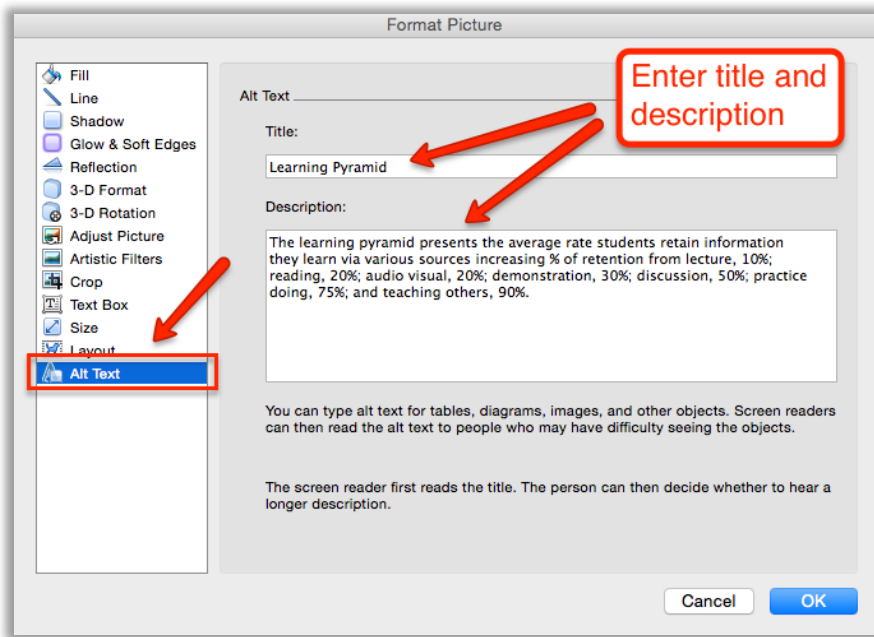 Format Picture
Fill
Line
Shadow
Glow & Soft Edges
Reflection
3-D Format
3-D Rotation
Adjust Picture
Artistic Filters
Crop
Text Box
Size
Layout
Alt Text
Enter title and
description
Alt Text
Title:
Learning Pyramid
Description:
The learning pyramid presents the average rate students retain information
they learn via various sources increasing % of retention from lecture, 10%;
reading, 20%; audio visual, 20%; demonstration, 30%; discussion, 50%; practice
doing, 75%; and teaching others, 90%.
You can type alt text for tables, diagrams, images, and other objects. Screen readers
can then read the alt text to people who may have difficulty seeing the objects.
The screen reader first reads the title. The person can then decide whether to hear a
longer description.
Cancel
OK